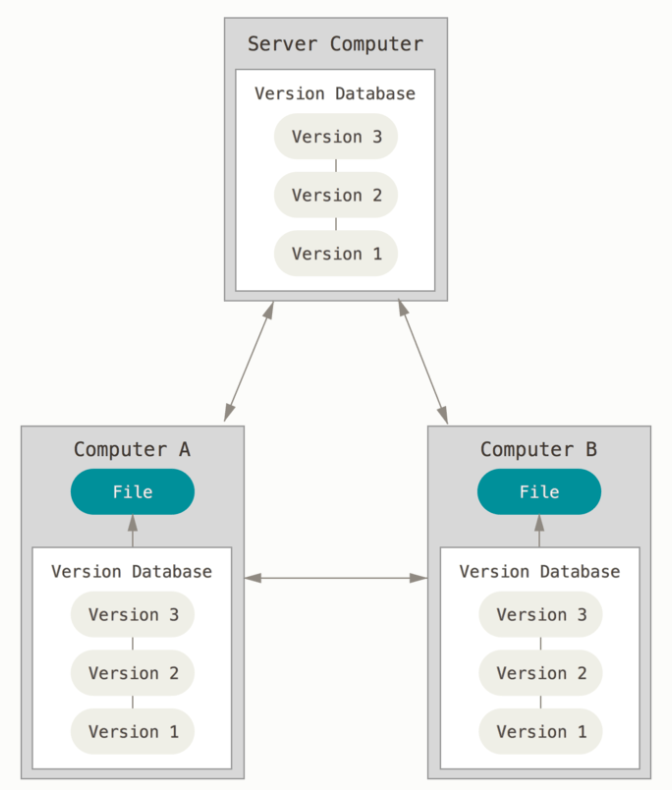 Server Computer
Version Database
Version 3
Version 2
Version 1
Computer A
File
Version Database
Version 3
Version 2
Version 1
Computer B
File
Version Database
Version 3
Version 2
Version 1